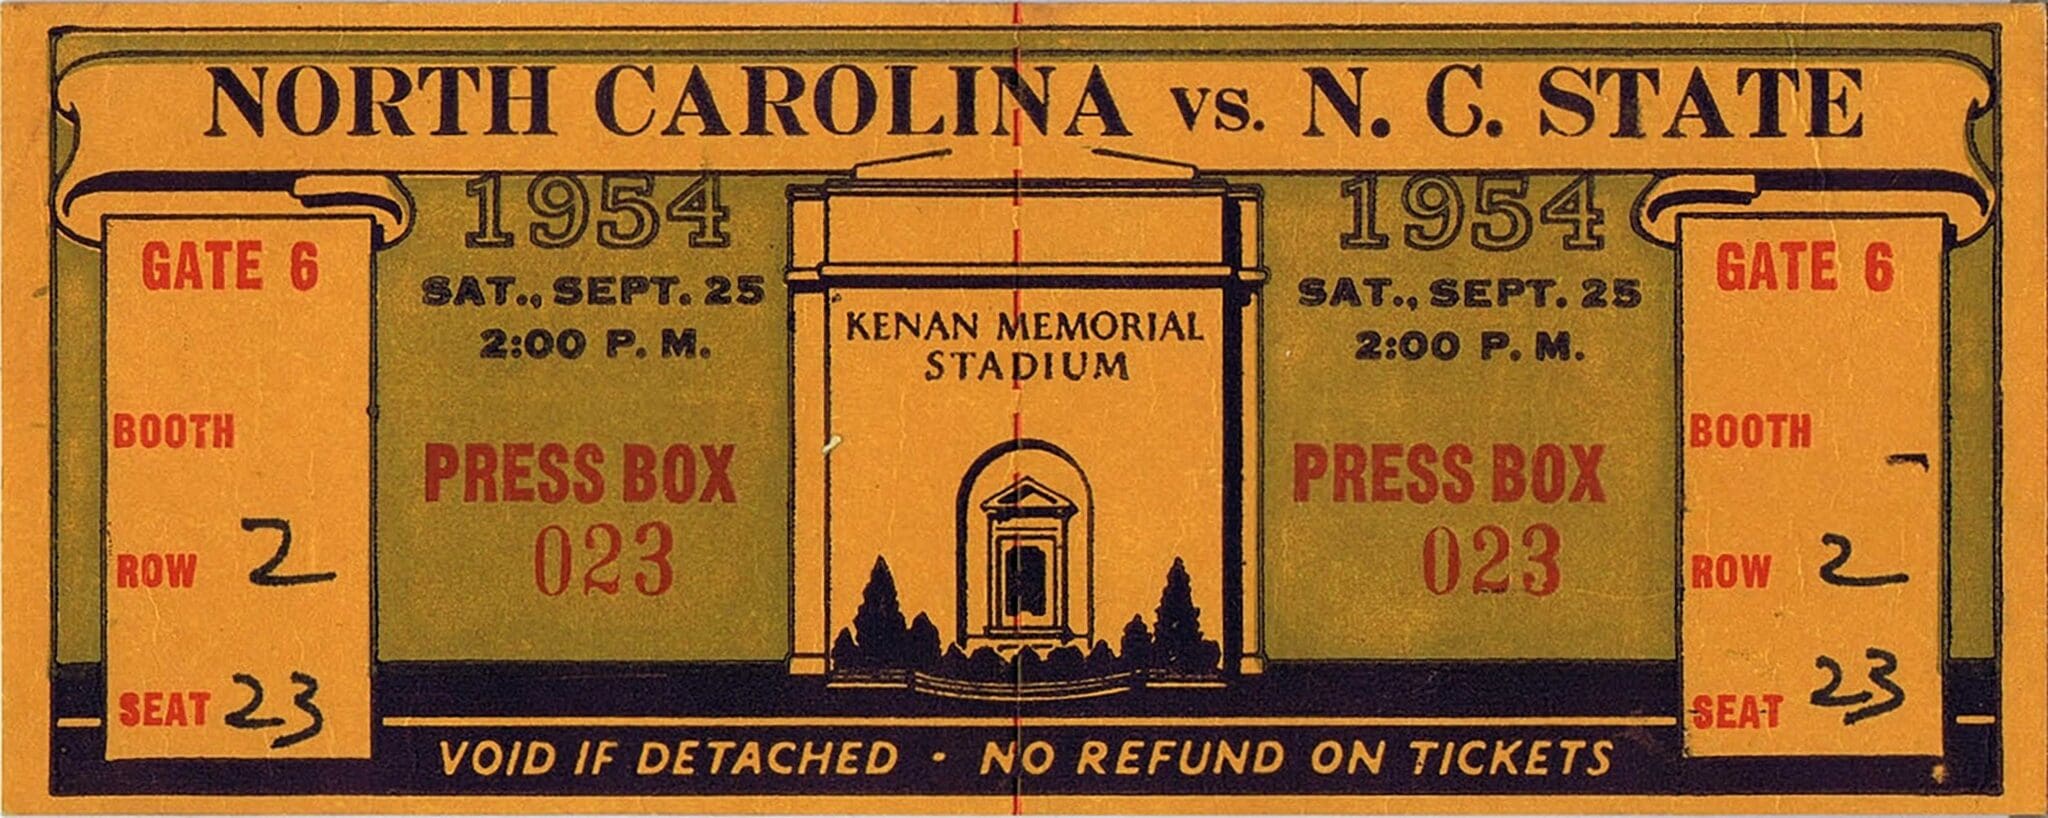 NORTH CAROLINA vs. N. C. STATE
GATE 6
BOOTH
ROW 2
SEAT 23
1954
SAT., SEPT. 25
2:00 P. M.
PRESS BOX
023
KENAN MEMORIAL
STADIUM
1954
SAT., SEPT. 25
2:00 P. M.
PRESS BOX
023
GATE 6
BOOTH -
ROW 2
SEAT 23
VOID IF DETACHED · NO REFUND ON TICKETS